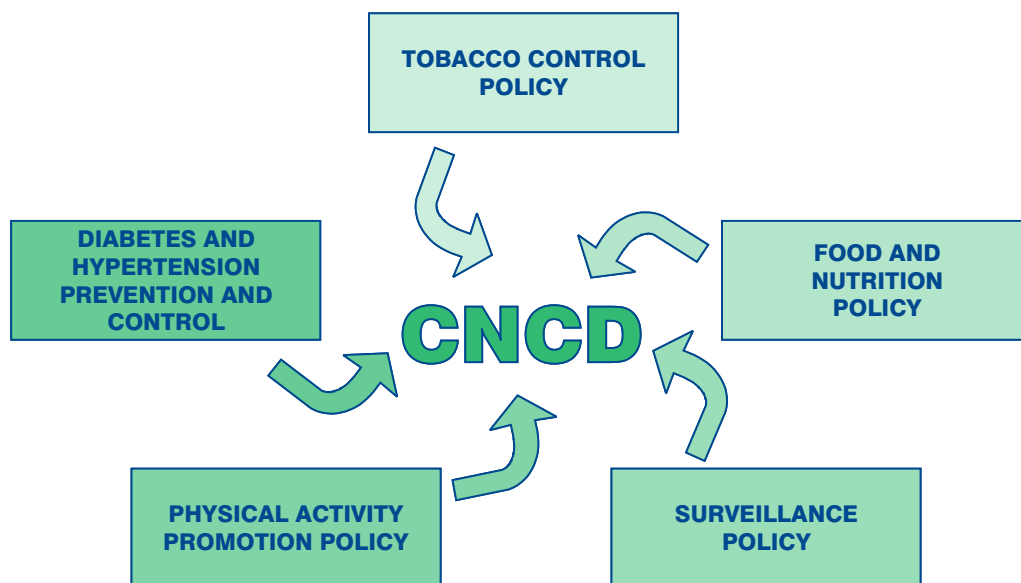 TOBACCO CONTROL
POLICY
DIABETES AND
HYPERTENSION
PREVENTION AND
CONTROL
FOOD AND
NUTRITION
POLICY
CNCD
PHYSICAL ACTIVITY
PROMOTION POLICY
SURVEILLANCE
POLICY